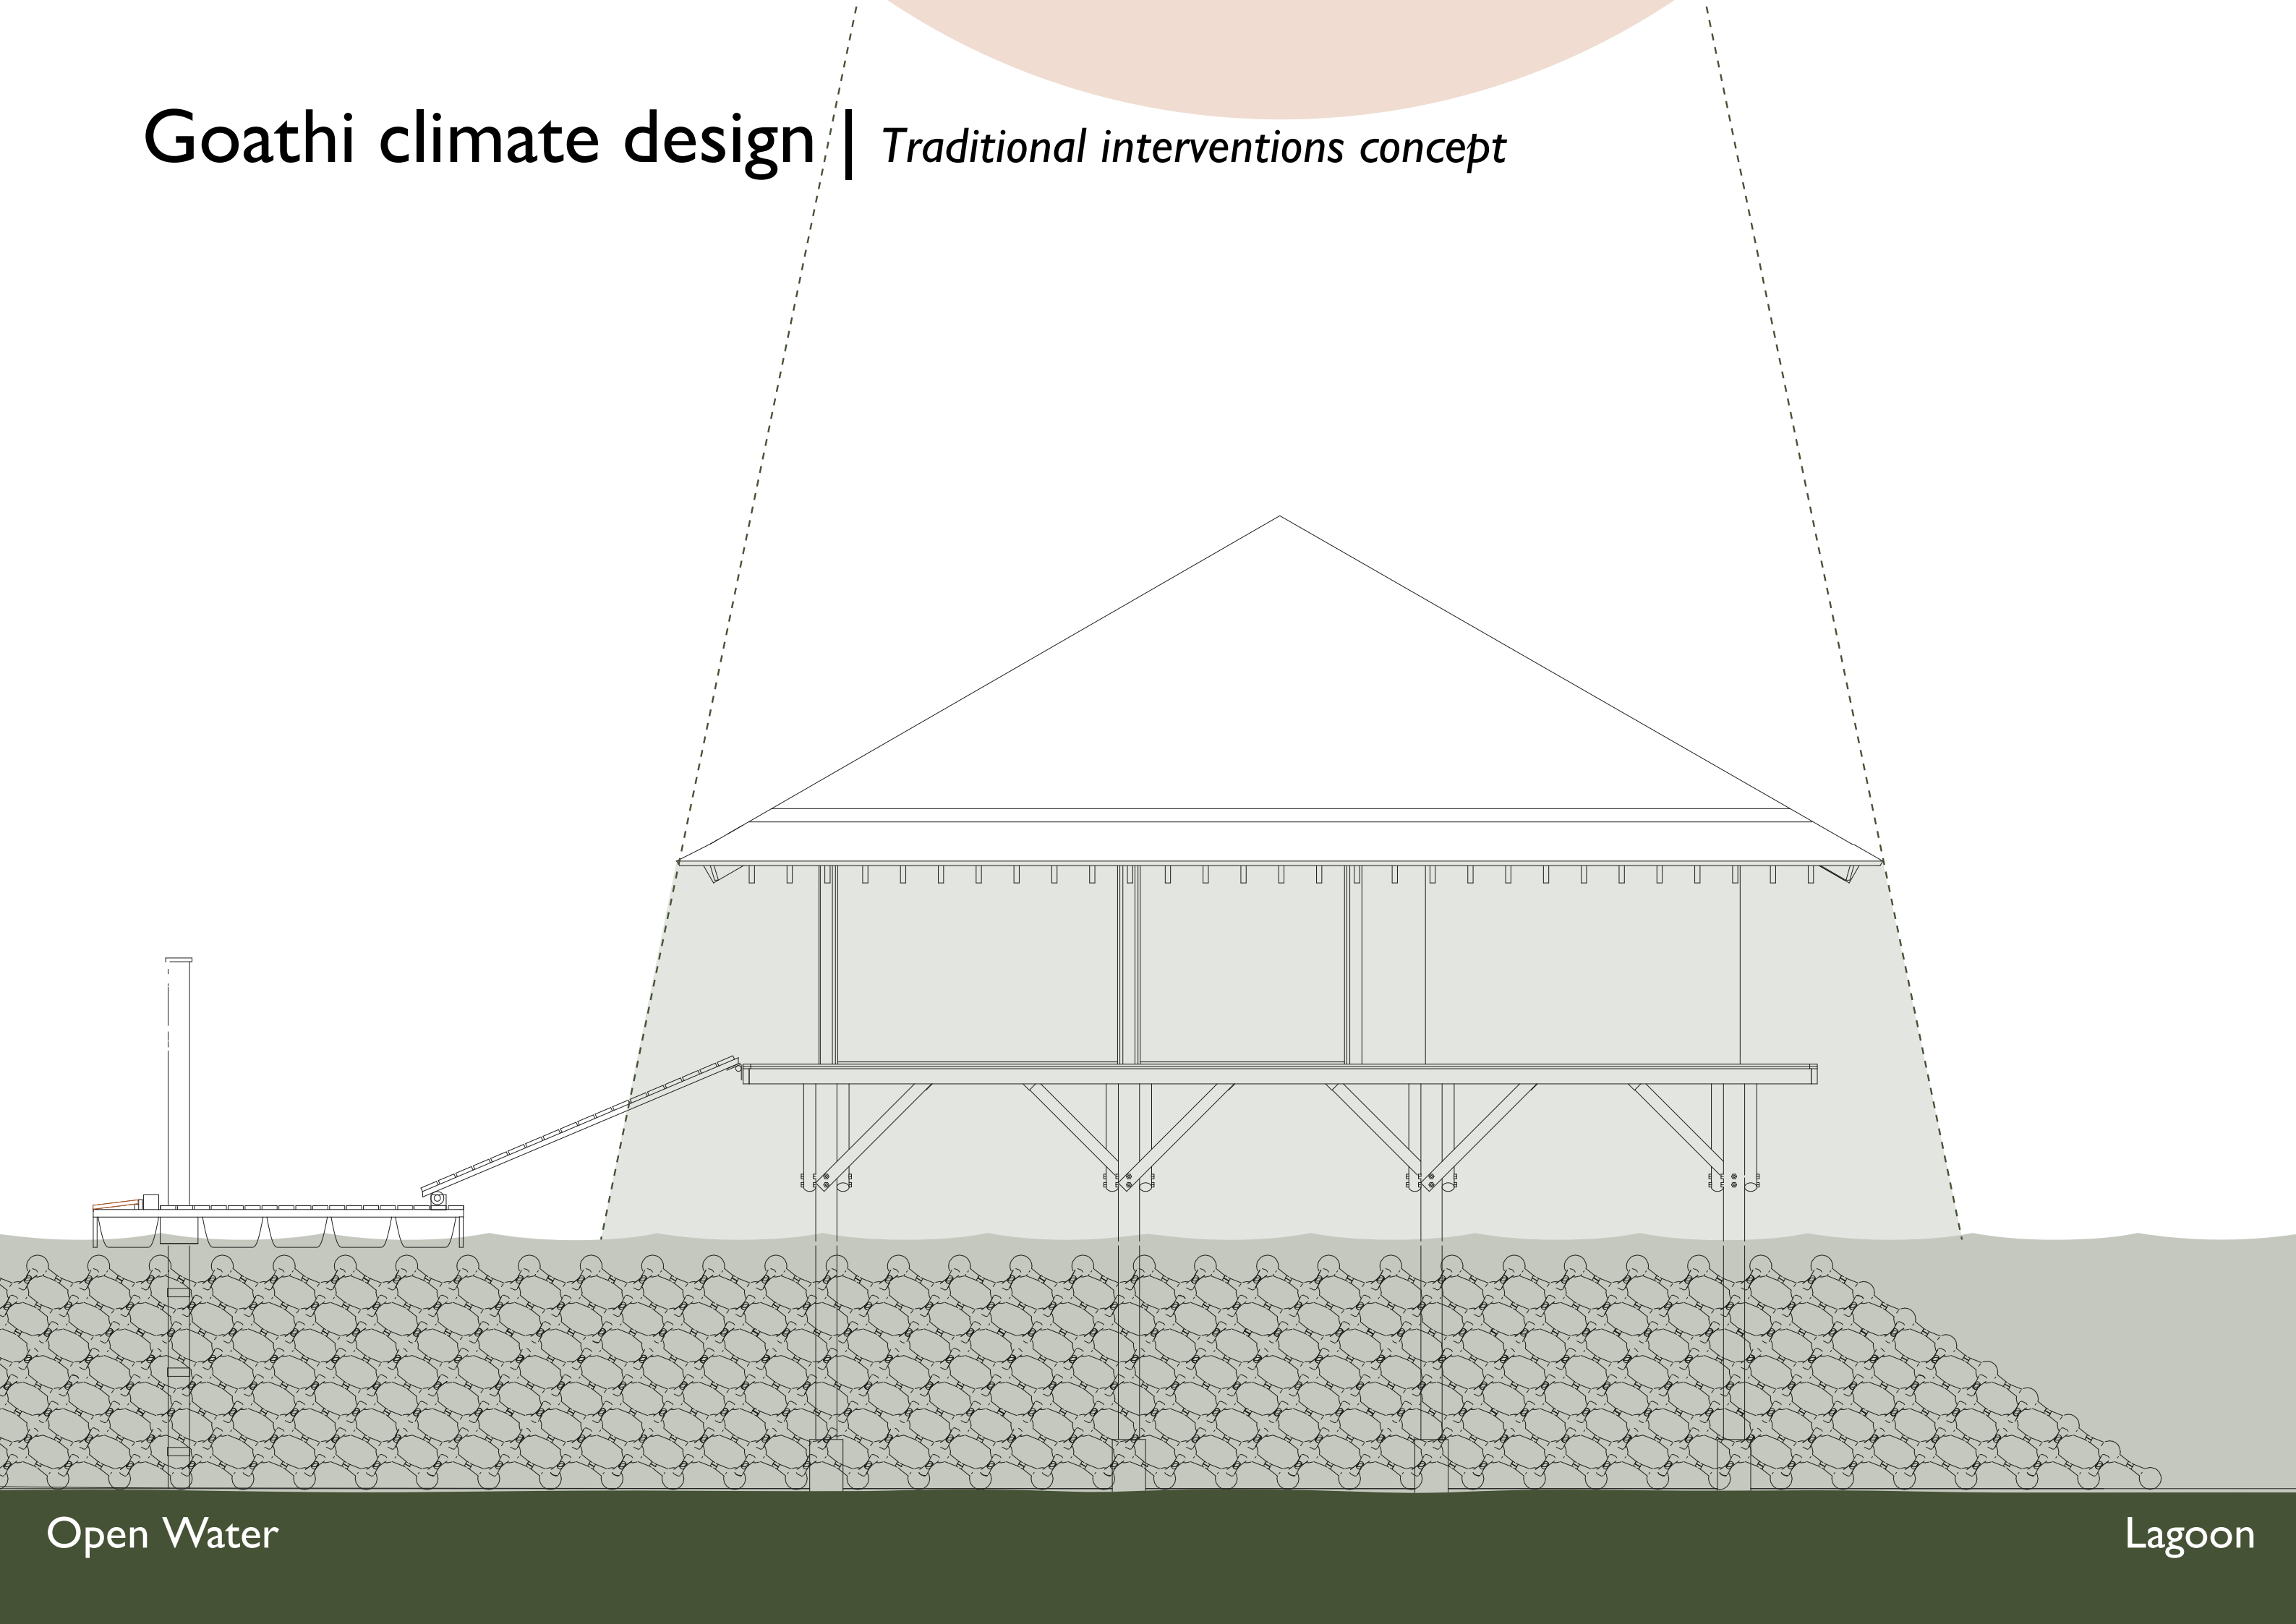 Goathi climate design | Traditional interventions concept
Open Water
Lagoon